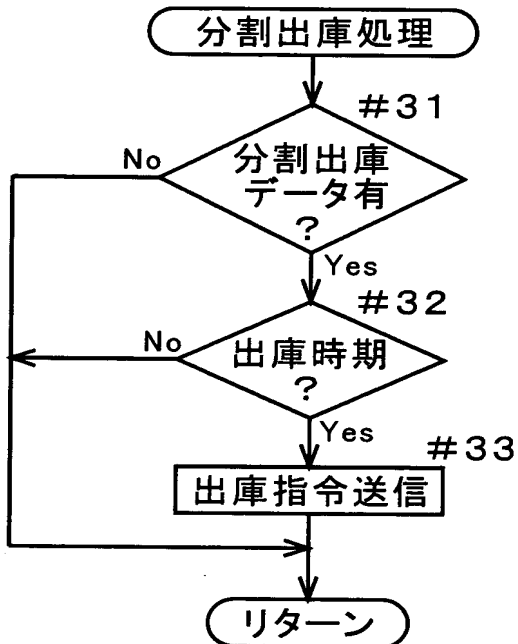 分割出庫処理
#31
No
分割出庫
データ有
?
Yes
#32
No
出庫時期
?
Yes
#33
出庫指令送信
リターン